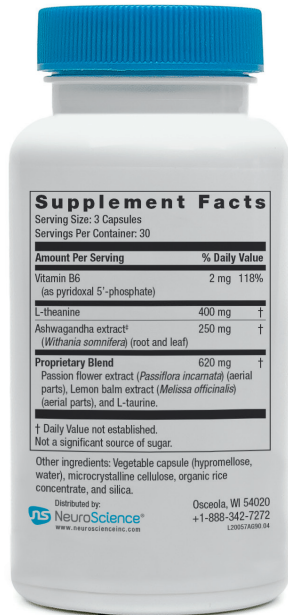 Supplement Facts
Serving Size: 3 Capsules
Servings Per Container: 30
Amount Per Serving % Daily Value
Vitamin B6 2 mg 118%
(as pyridoxal 5'-phosphate)
L-theanine 400 mg †
Ashwagandha extract‡ 250 mg †
(Withania somnifera) (root and leaf)
Proprietary Blend 620 mg †
Passion flower extract (Passiflora incarnata) (aerial
parts), Lemon balm extract (Melissa officinalis)
(aerial parts), and L-taurine.
† Daily Value not established.
Not a significant source of sugar.
Other ingredients: Vegetable capsule (hypromellose,
water), microcrystalline cellulose, organic rice
concentrate, and silica.
Distributed by:
ns NeuroScience®
www.neuroscienceinc.com
Osceola, WI 54020
+1-888-342-7272
L20057AG90.04